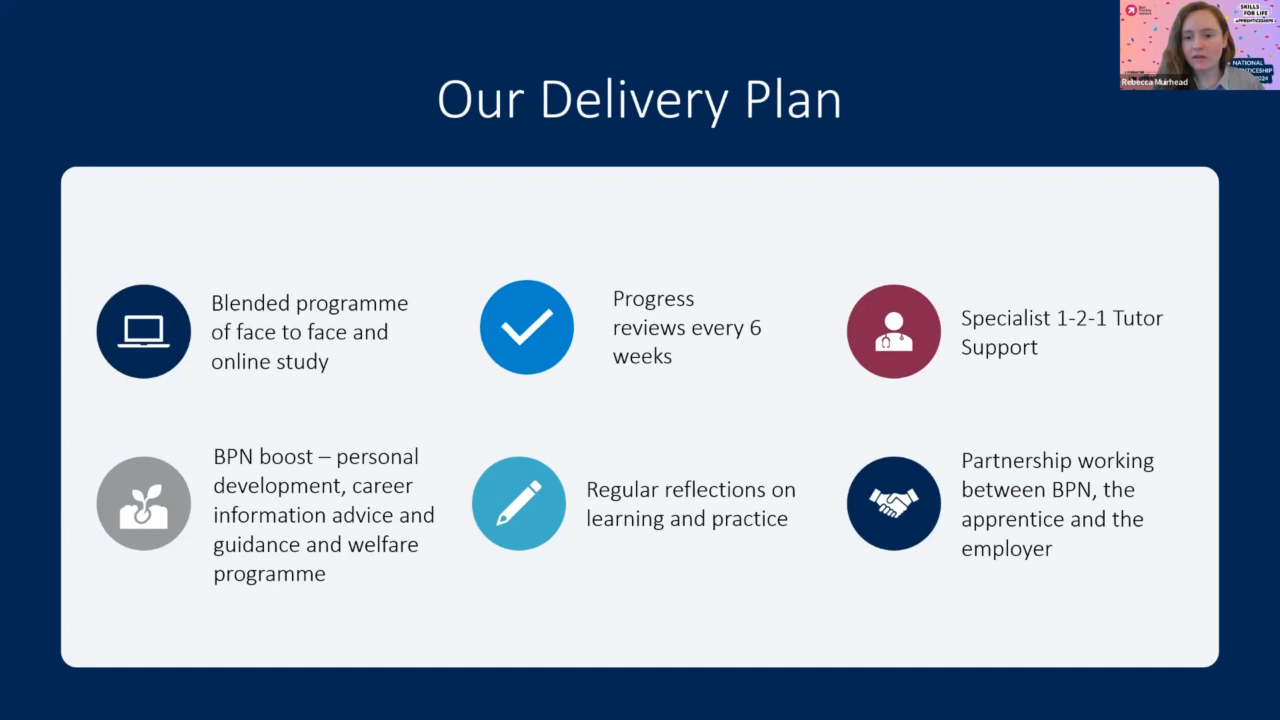 SKILLS
FOR LIFE
APPRENTICESHIPS
NATIONAL
2024
Rebecca Muirhead
Our Delivery Plan
Blended programme
of face to face and
online study
Progress
reviews every 6
weeks
Specialist 1-2-1 Tutor
Support
BPN boost – personal
development, career
information advice and
guidance and welfare
programme
Regular reflections on
learning and practice
Partnership working
between BPN, the
apprentice and the
employer